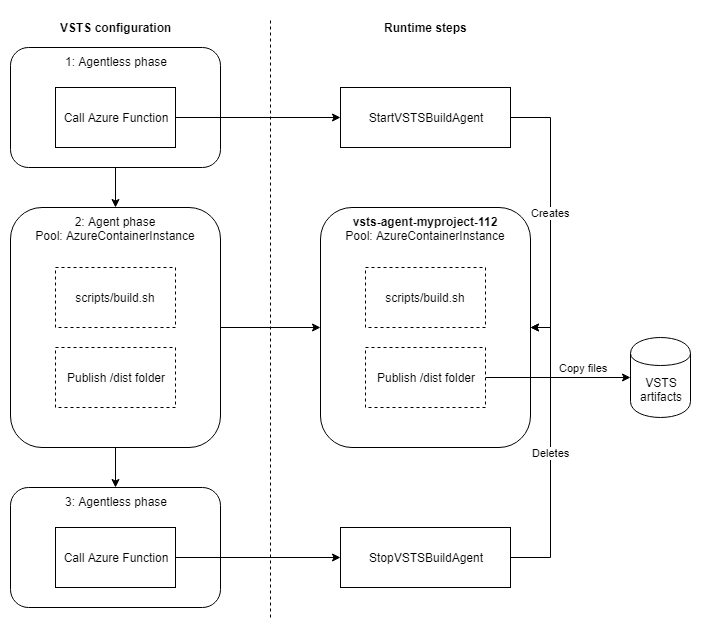 VSTS configuration
Runtime steps
1: Agentless phase
Call Azure Function
StartVSTSBuildAgent
Creates
2: Agent phase
Pool: AzureContainerInstance
scripts/build.sh
Publish /dist folder
vsts-agent-myproject-112
Pool: AzureContainerInstance
scripts/build.sh
Publish /dist folder
Copy files
VSTS
artifacts
Deletes
3: Agentless phase
Call Azure Function
StopVSTSBuildAgent